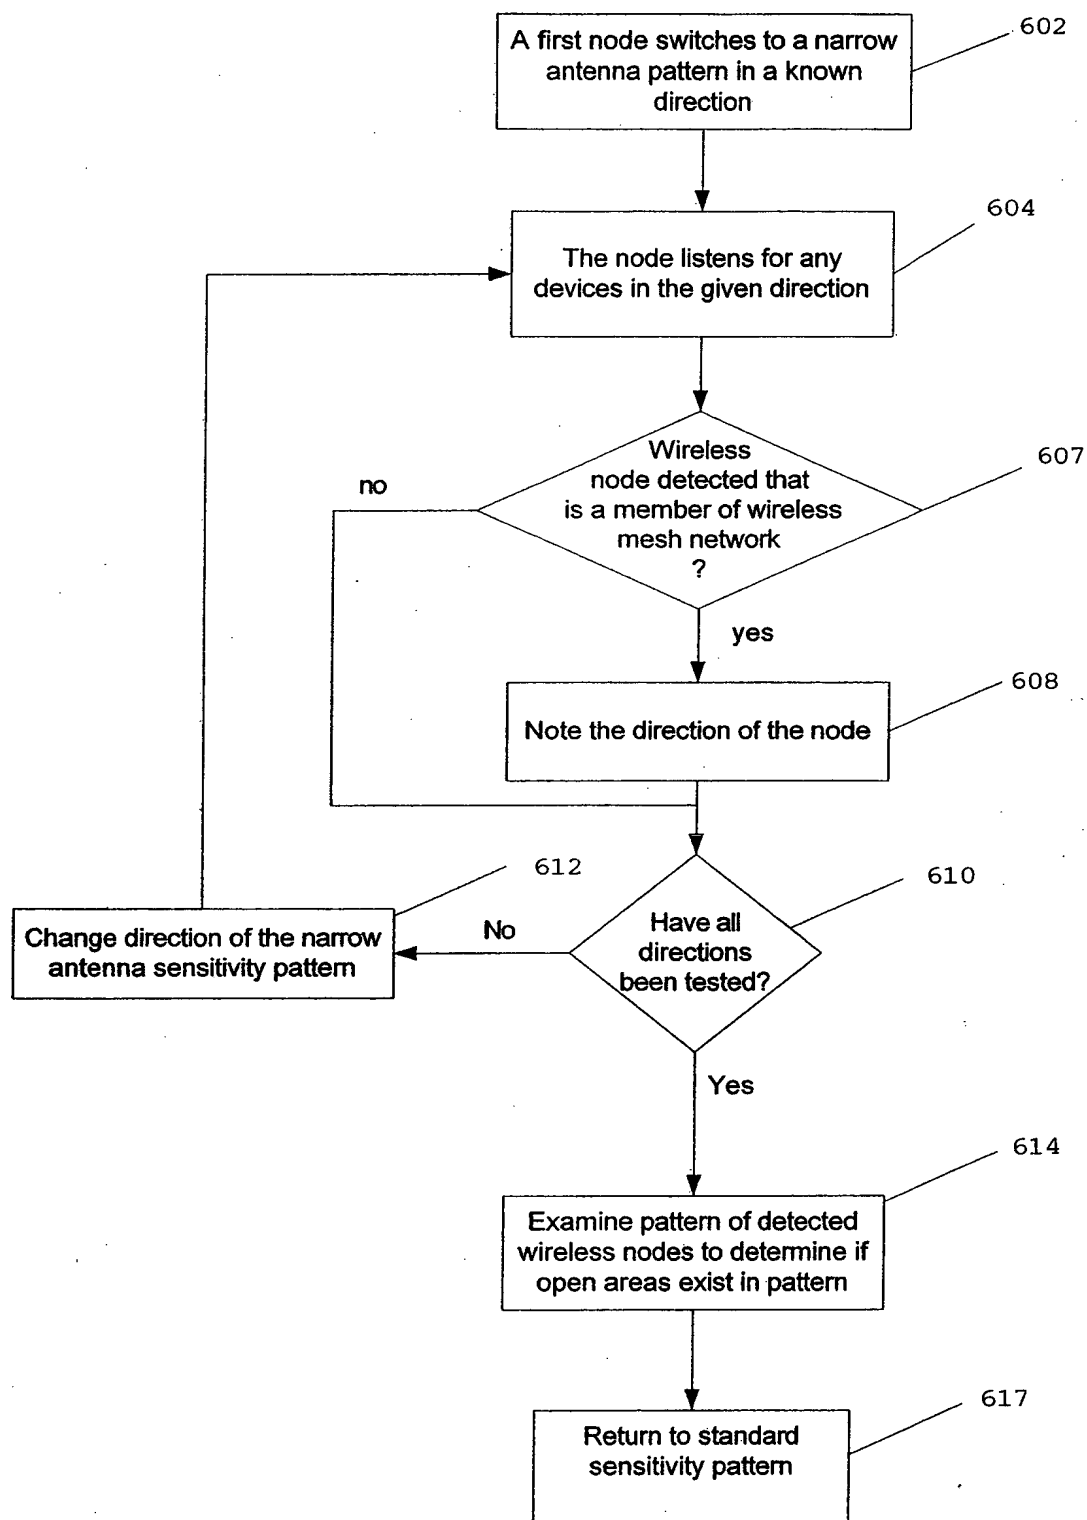 A first node switches to a narrow
antenna pattern in a known
direction
602
604
The node listens for any
devices in the given direction
Wireless
node detected that
is a member of wireless
mesh network
?
607
no
yes
608
Note the direction of the node
612
610
Change direction of the narrow
antenna sensitivity pattern
No
Have all
directions
been tested?
Yes
614
Examine pattern of detected
wireless nodes to determine if
open areas exist in pattern
617
Return to standard
sensitivity pattern